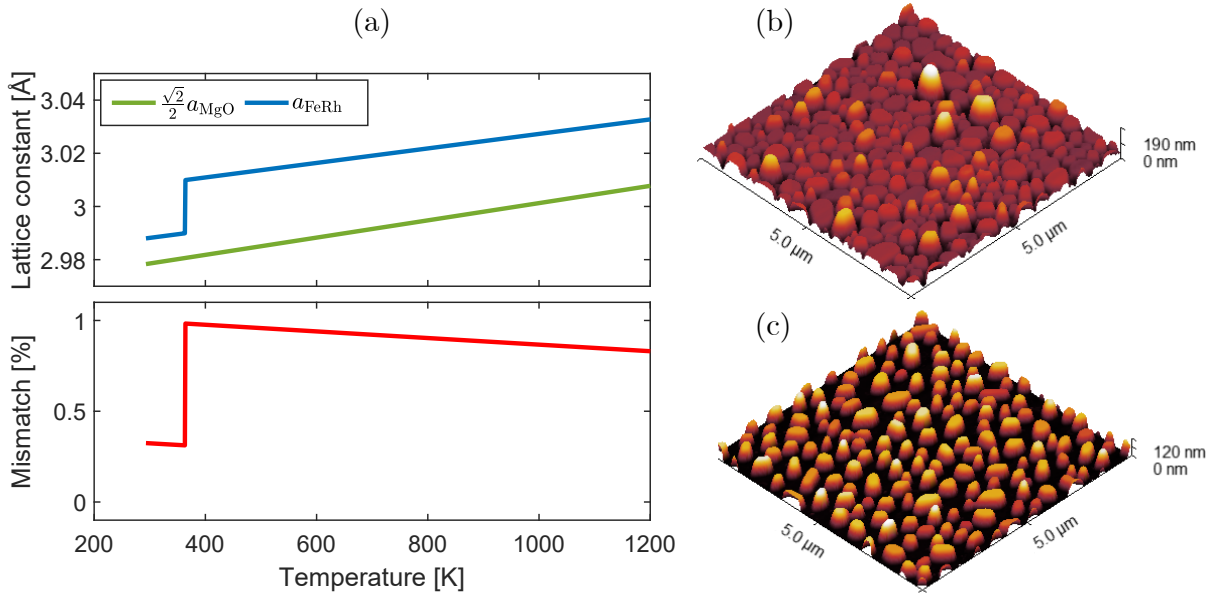 (a)
Lattice constant [Å]
3.04
3.02
3
2.98
√2/2 a_MgO
a_FeRh
Mismatch [%]
1
0.5
0
200 400 600 800 1000 1200
Temperature [K]
(b)
190 nm
0 nm
5.0 µm
5.0 µm
(c)
120 nm
0 nm
5.0 µm
5.0 µm